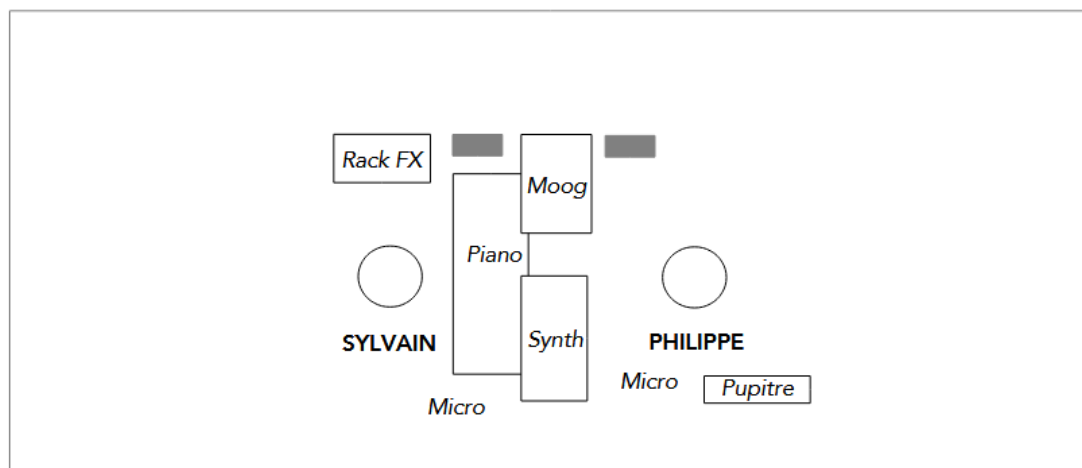 Rack FX
Moog
Piano
SYLVAIN
Synth
PHILIPPE
Micro
Micro
Pupitre